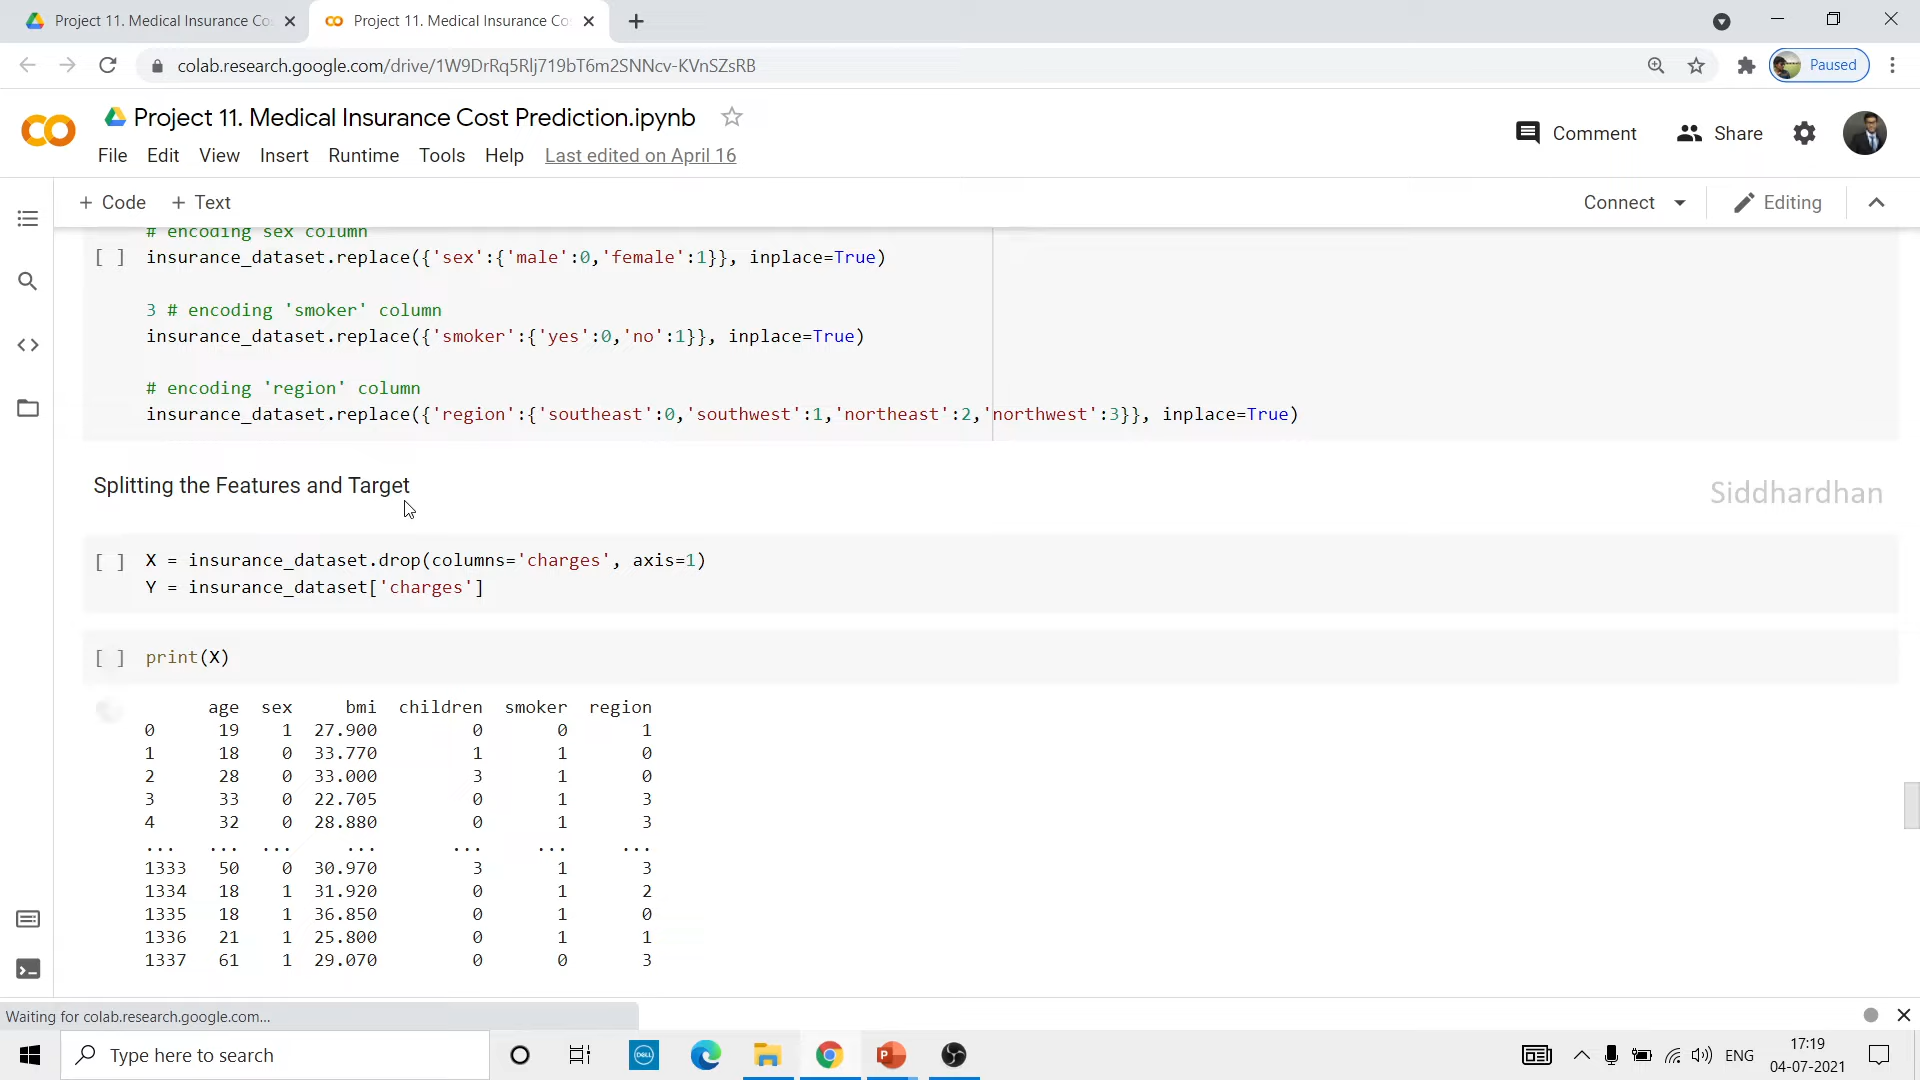 Project 11. Medical Insurance Co
Project 11. Medical Insurance Co
colab.research.google.com/drive/1W9DrRq5Rlj719bT6m2SNNcv-KVnSZsRB
Paused
Project 11. Medical Insurance Cost Prediction.ipynb
Comment
Share
File Edit View Insert Runtime Tools Help Last edited on April 16
+ Code + Text
Connect
Editing
# encoding sex column
[ ] insurance_dataset.replace({'sex':{'male':0,'female':1}}, inplace=True)
3 # encoding 'smoker' column
insurance_dataset.replace({'smoker':{'yes':0,'no':1}}, inplace=True)
# encoding 'region' column
insurance_dataset.replace({'region':{'southeast':0,'southwest':1,'northeast':2,'northwest':3}}, inplace=True)
Splitting the Features and Target
Siddhardhan
[ ] X = insurance_dataset.drop(columns='charges', axis=1)
Y = insurance_dataset['charges']
[ ] print(X)
age sex bmi children smoker region
0 19 1 27.900 0 0 1
1 18 0 33.770 1 1 0
2 28 0 33.000 3 1 0
3 33 0 22.705 0 1 3
4 32 0 28.880 0 1 3
... ... ... ... ... ... ...
1333 50 0 30.970 3 1 3
1334 18 1 31.920 0 1 2
1335 18 1 36.850 0 1 0
1336 21 1 25.800 0 1 1
1337 61 1 29.070 0 0 3
Waiting for colab.research.google.com...
Type here to search
DELL
ENG
17:19
04-07-2021